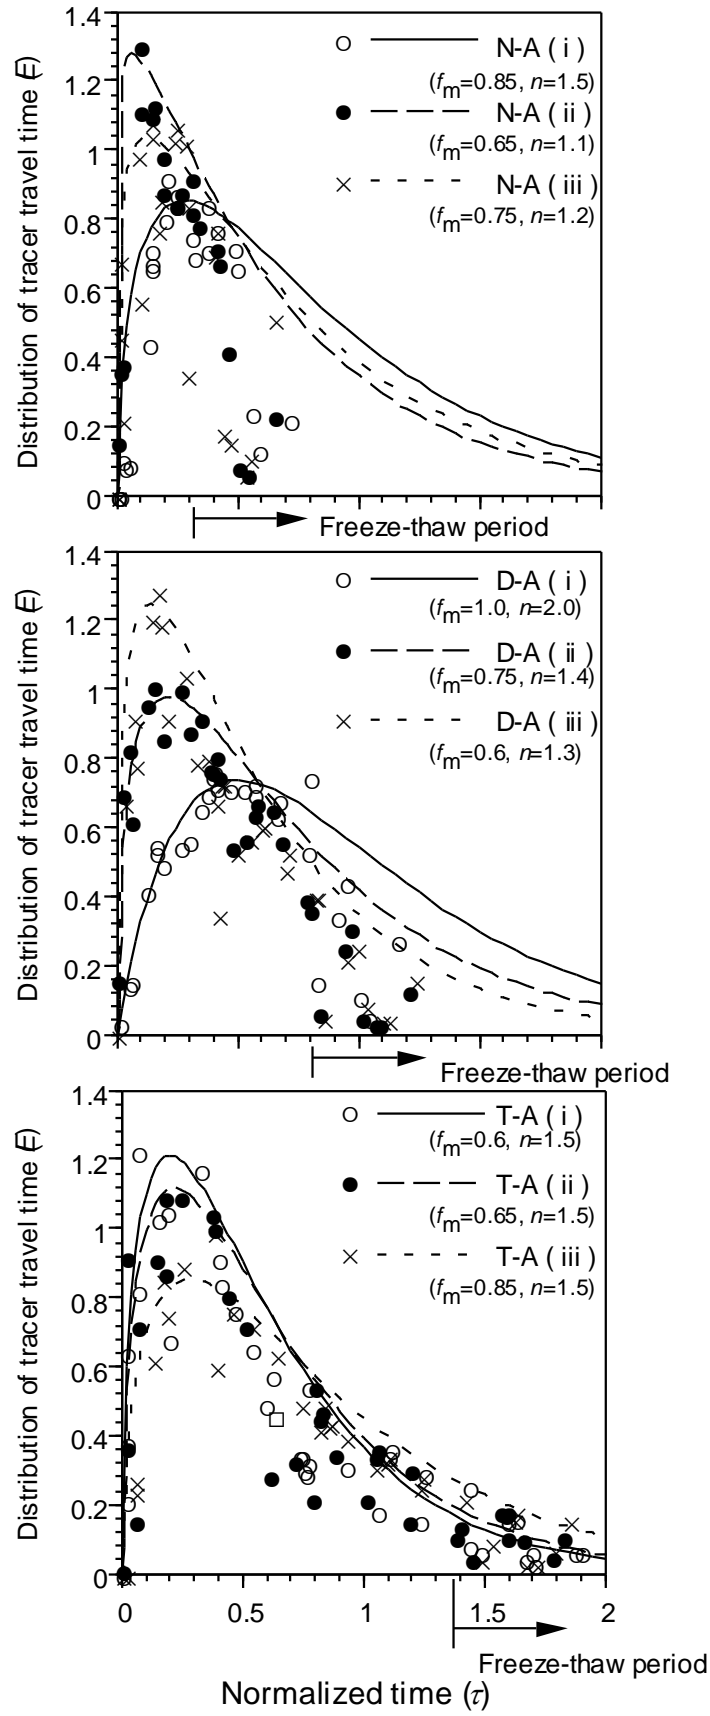 Distribution of tracer travel time (E)
1.4
1.2
1
0.8
0.6
0.4
0.2
0
N-A ( i )
(fm=0.85, n=1.5)
N-A ( ii )
(fm=0.65, n=1.1)
N-A ( iii )
(fm=0.75, n=1.2)
Freeze-thaw period
Distribution of tracer travel time (E)
1.4
1.2
1
0.8
0.6
0.4
0.2
0
D-A ( i )
(fm=1.0, n=2.0)
D-A ( ii )
(fm=0.75, n=1.4)
D-A ( iii )
(fm=0.6, n=1.3)
Freeze-thaw period
Distribution of tracer travel time (E)
1.4
1.2
1
0.8
0.6
0.4
0.2
0
T-A ( i )
(fm=0.6, n=1.5)
T-A ( ii )
(fm=0.65, n=1.5)
T-A ( iii )
(fm=0.85, n=1.5)
0 0.5 1 1.5 2
Freeze-thaw period
Normalized time (τ)